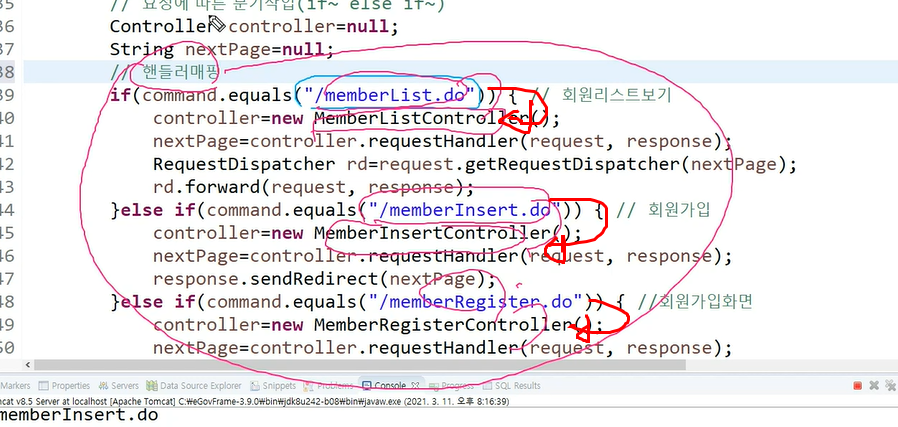 35 // 요청에 따른 분기작업(if~ else if~)
36 Controller controller=null;
37 String nextPage=null;
38 // 핸들러매핑
39 if(command.equals("/memberList.do")) { // 회원리스트보기
40 controller=new MemberListController();
41 nextPage=controller.requestHandler(request, response);
42 RequestDispatcher rd=request.getRequestDispatcher(nextPage);
43 rd.forward(request, response);
44 }else if(command.equals("/memberInsert.do")) { // 회원가입
45 controller=new MemberInsertController();
46 nextPage=controller.requestHandler(request, response);
47 response.sendRedirect(nextPage);
48 }else if(command.equals("/memberRegister.do")) { //회원가입화면
49 controller=new MemberRegisterController();
50 nextPage=controller.requestHandler(request, response);
Markers Properties Servers Data Source Explorer Snippets Problems Console Progress SQL Results
mcat v8.5 Server at localhost [Apache Tomcat] C:₩eGovFrame-3.9.0₩bin₩jdk8u242-b08₩bin₩javaw.exe (2021. 3. 11. 오후 8:16:39)
memberInsert.do